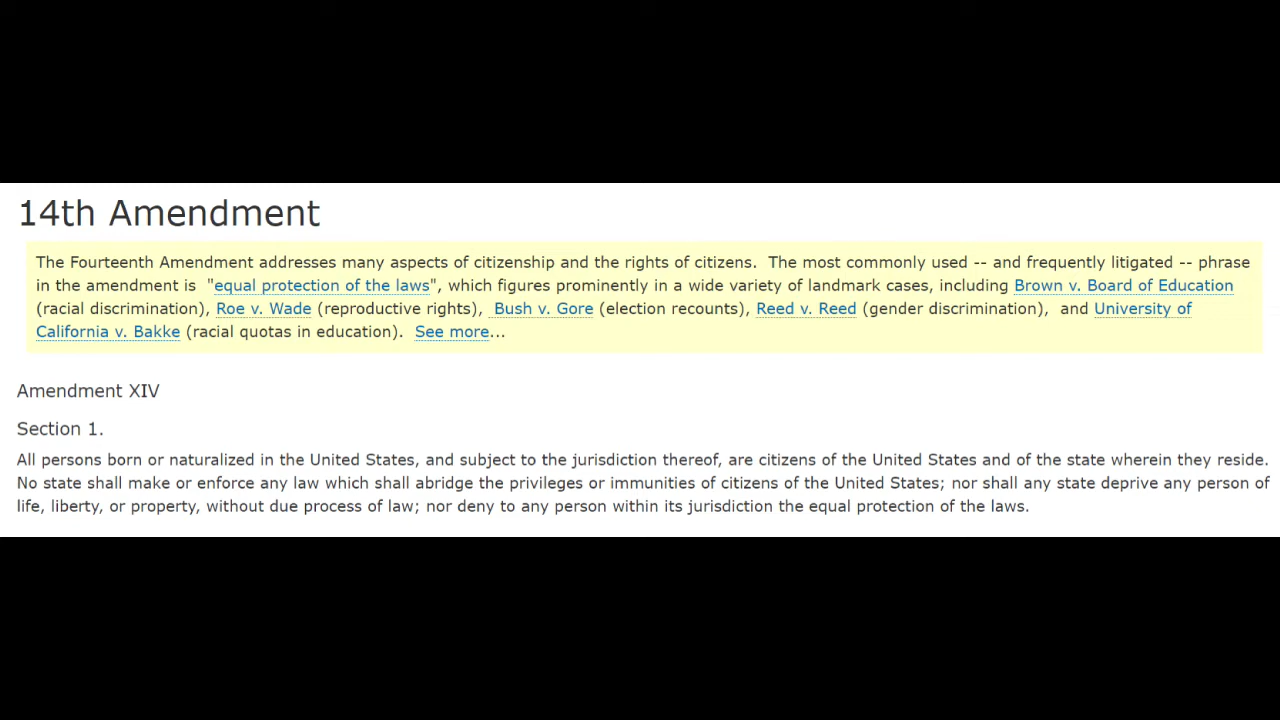 14th Amendment
The Fourteenth Amendment addresses many aspects of citizenship and the rights of citizens.  The most commonly used -- and frequently litigated -- phrase
in the amendment is  "equal protection of the laws", which figures prominently in a wide variety of landmark cases, including Brown v. Board of Education
(racial discrimination), Roe v. Wade (reproductive rights),  Bush v. Gore (election recounts), Reed v. Reed (gender discrimination),  and University of
California v. Bakke (racial quotas in education).  See more...
Amendment XIV
Section 1.
All persons born or naturalized in the United States, and subject to the jurisdiction thereof, are citizens of the United States and of the state wherein they reside.
No state shall make or enforce any law which shall abridge the privileges or immunities of citizens of the United States; nor shall any state deprive any person of
life, liberty, or property, without due process of law; nor deny to any person within its jurisdiction the equal protection of the laws.